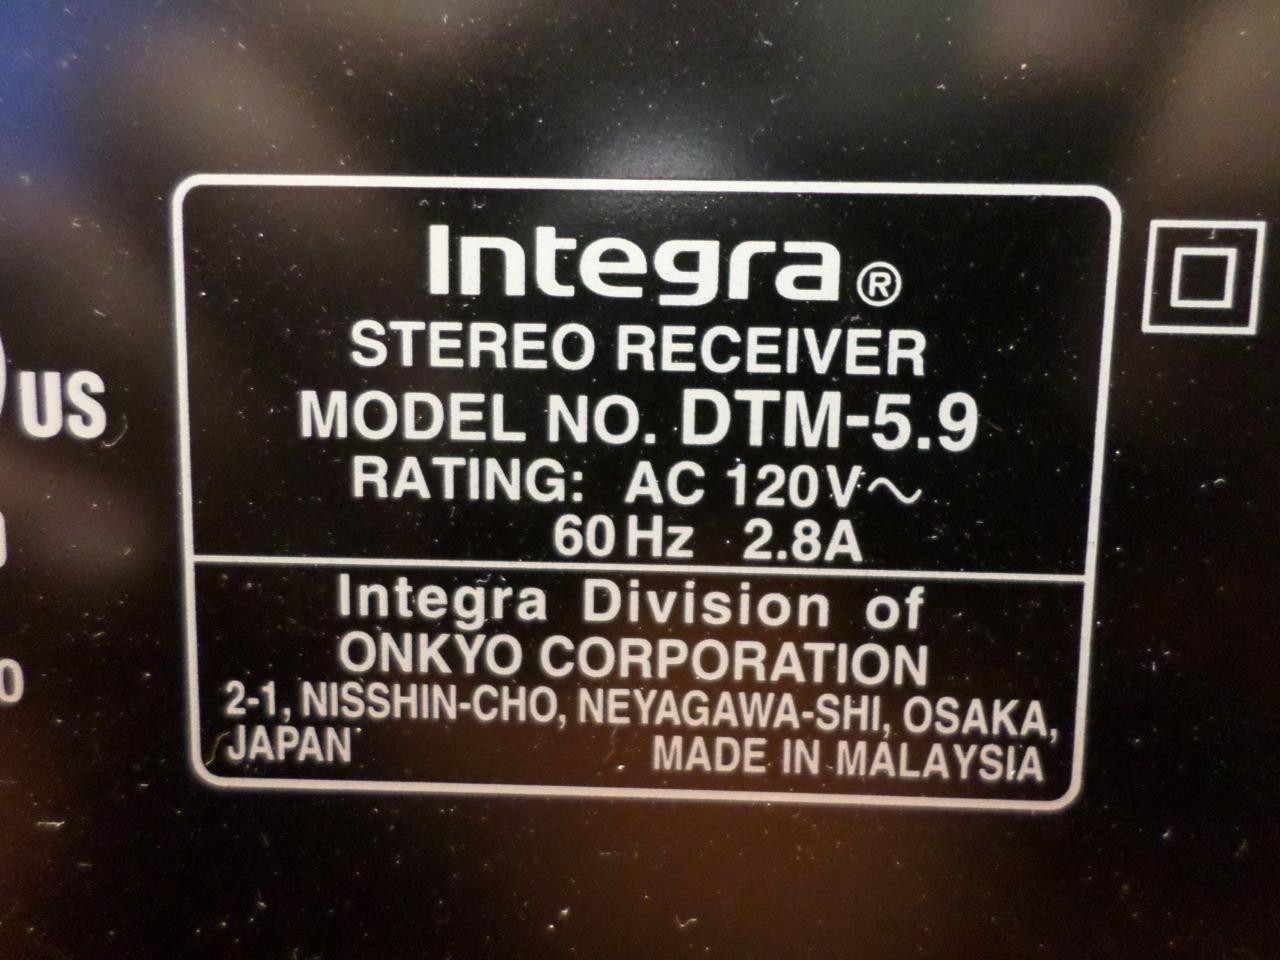 Integra®
STEREO RECEIVER
MODEL NO. DTM-5.9
RATING: AC 120V~
60Hz 2.8A
Integra Division of
ONKYO CORPORATION
2-1, NISSHIN-CHO, NEYAGAWA-SHI, OSAKA,
JAPAN MADE IN MALAYSIA
US